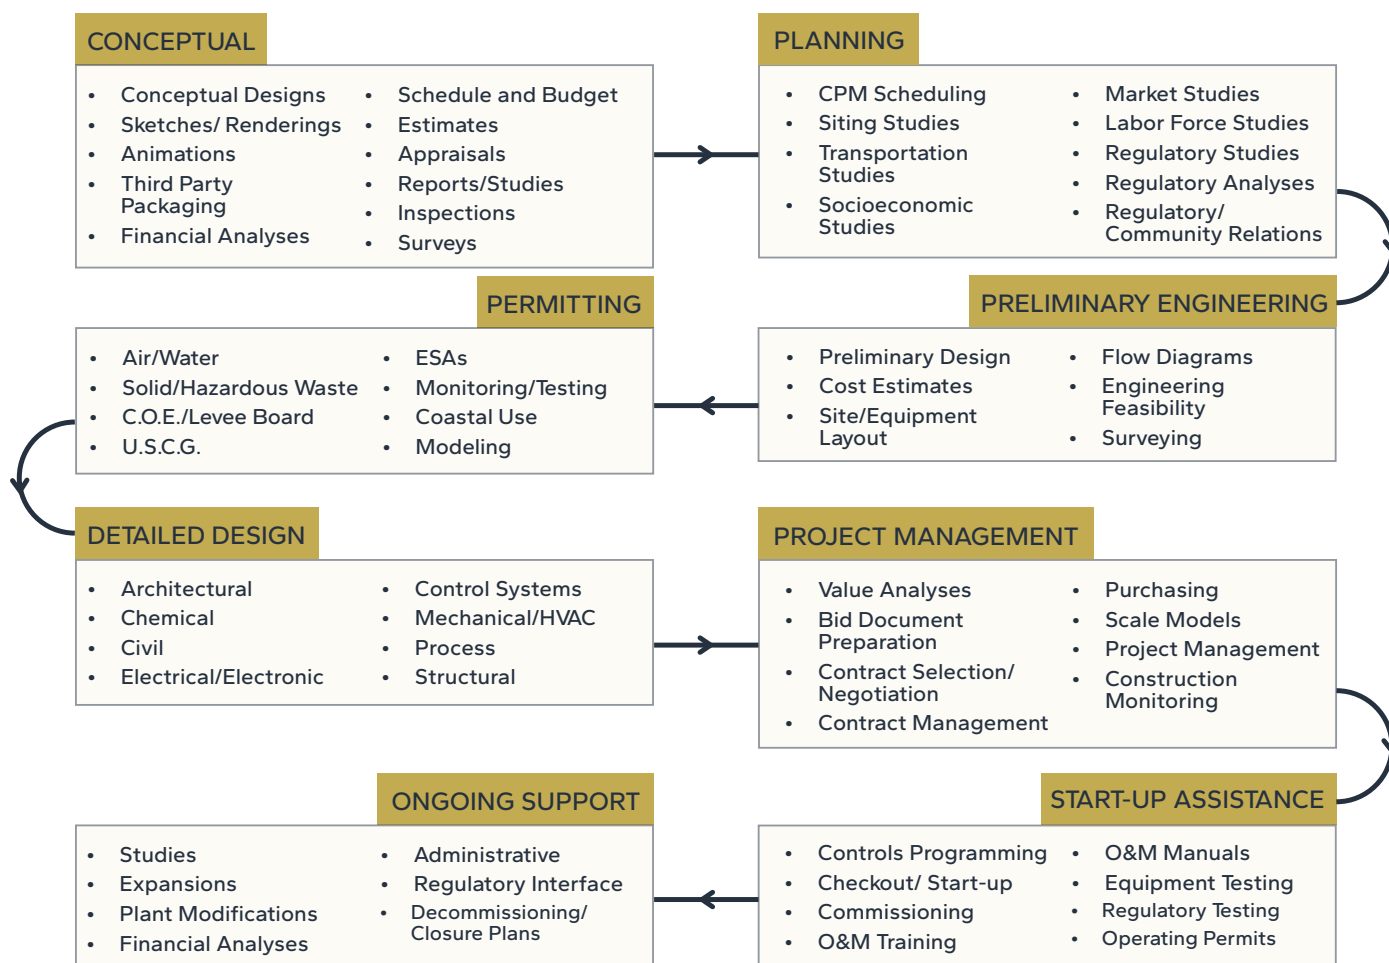 CONCEPTUAL
Conceptual Designs
Sketches/ Renderings
Animations
Third Party
Packaging
Financial Analyses
Schedule and Budget
Estimates
Appraisals
Reports/Studies
Inspections
Surveys
PLANNING
CPM Scheduling
Siting Studies
Transportation
Studies
Socioeconomic
Studies
Market Studies
Labor Force Studies
Regulatory Studies
Regulatory Analyses
Regulatory/
Community Relations
PRELIMINARY ENGINEERING
Preliminary Design
Cost Estimates
Site/Equipment
Layout
Flow Diagrams
Engineering
Feasibility
Surveying
PERMITTING
Air/Water
Solid/Hazardous Waste
C.O.E./Levee Board
U.S.C.G.
ESAs
Monitoring/Testing
Coastal Use
Modeling
DETAILED DESIGN
Architectural
Chemical
Civil
Electrical/Electronic
Control Systems
Mechanical/HVAC
Process
Structural
PROJECT MANAGEMENT
Value Analyses
Bid Document
Preparation
Contract Selection/
Negotiation
Contract Management
Purchasing
Scale Models
Project Management
Construction
Monitoring
START-UP ASSISTANCE
Controls Programming
Checkout/ Start-up
Commissioning
O&M Training
O&M Manuals
Equipment Testing
Regulatory Testing
Operating Permits
ONGOING SUPPORT
Studies
Expansions
Plant Modifications
Financial Analyses
Administrative
Regulatory Interface
Decommissioning/
Closure Plans